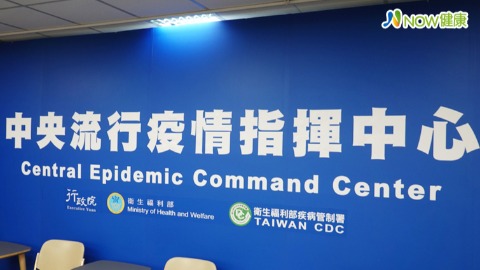 NOW健康
中央流行疫情指揮中心
Central Epidemic Command Center
行政院
Executive Yuan
衛生福利部
Ministry of Health and Welfare
衛生福利部疾病管制署
TAIWAN CDC